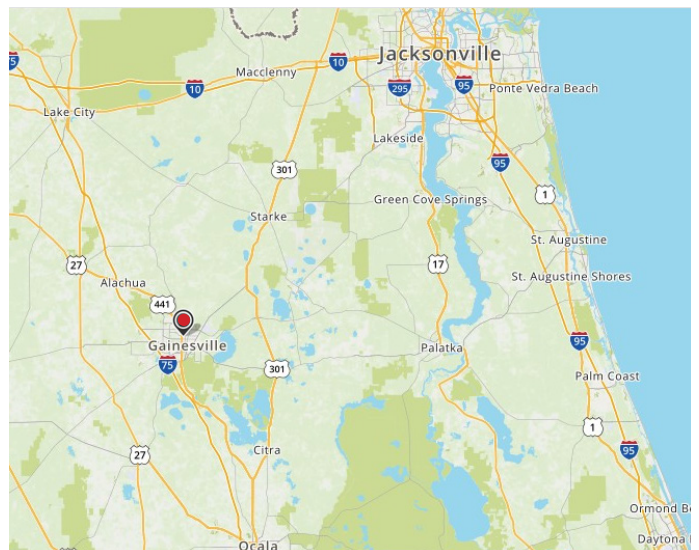 Jacksonville
75
Macclenny
10
10
295
95
Ponte Vedra Beach
Lake City
Lakeside
95
301
Green Cove Springs
1
Starke
St. Augustine
27
17
Alachua
St. Augustine Shores
441
95
Gainesville
Palatka
75
301
Palm Coast
1
Citra
95
27
Ormond Be
Daytona
Ocala